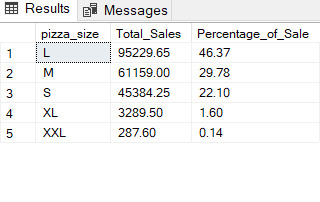 Results Messages
pizza_size Total_Sales Percentage_of_Sale
1 L 95229.65 46.37
2 M 61159.00 29.78
3 S 45384.25 22.10
4 XL 3289.50 1.60
5 XXL 287.60 0.14